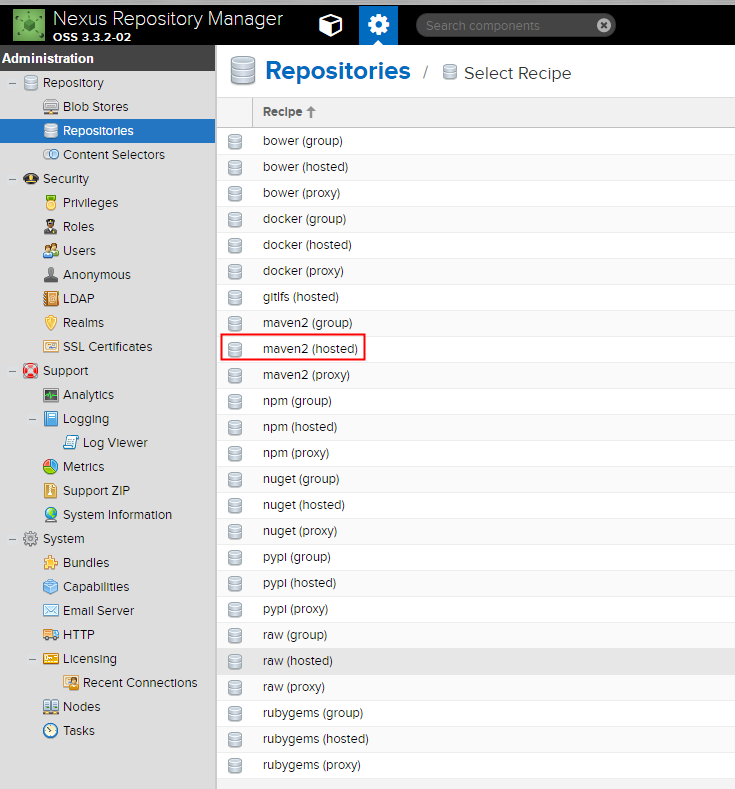 Nexus Repository Manager
OSS 3.3.2-02
Search components
Administration
Repository
Blob Stores
Repositories
Content Selectors
Security
Privileges
Roles
Users
Anonymous
LDAP
Realms
SSL Certificates
Support
Analytics
Logging
Log Viewer
Metrics
Support ZIP
System Information
System
Bundles
Capabilities
Email Server
HTTP
Licensing
Recent Connections
Nodes
Tasks
Repositories / Select Recipe
Recipe
bower (group)
bower (hosted)
bower (proxy)
docker (group)
docker (hosted)
docker (proxy)
gitlfs (hosted)
maven2 (group)
maven2 (hosted)
maven2 (proxy)
npm (group)
npm (hosted)
npm (proxy)
nuget (group)
nuget (hosted)
nuget (proxy)
pypi (group)
pypi (hosted)
pypi (proxy)
raw (group)
raw (hosted)
raw (proxy)
rubygems (group)
rubygems (hosted)
rubygems (proxy)